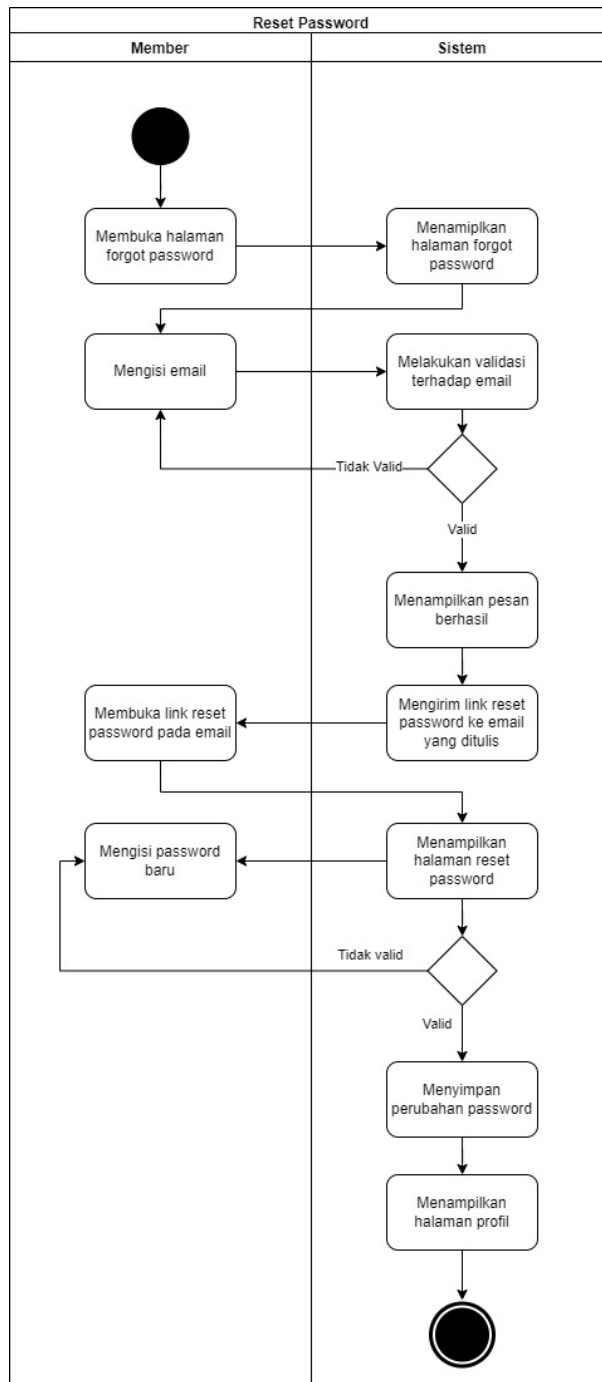 Reset Password
Member
Sistem
Membuka halaman
forgot password
Menamiplkan
halaman forgot
password
Mengisi email
Melakukan validasi
terhadap email
Tidak Valid
Valid
Menampilkan pesan
berhasil
Membuka link reset
password pada email
Mengirim link reset
password ke email
yang ditulis
Mengisi password
baru
Menampilkan
halaman reset
password
Tidak valid
Valid
Menyimpan
perubahan password
Menampilkan
halaman profil